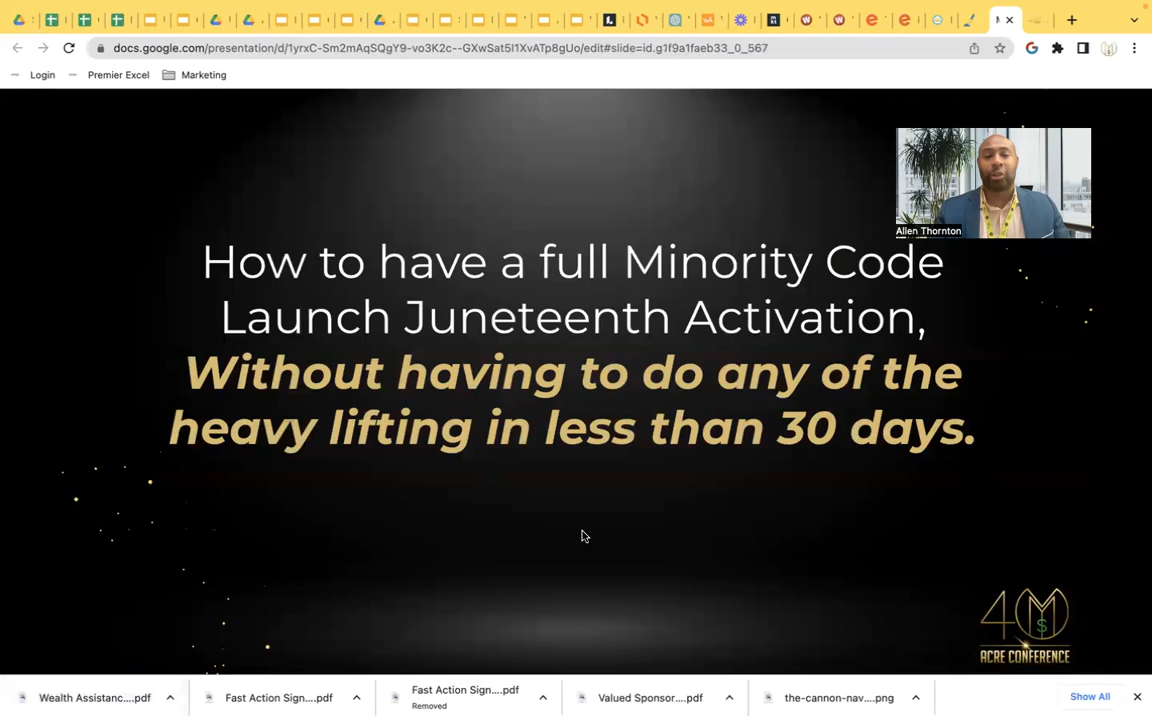 docs.google.com/presentation/d/1yrxC-Sm2mAqSQgY9-vo3K2c--GXwSat5l1XvATp8gUo/edit#slide=id.g1f9a1faeb33_0_567
Login
Premier Excel
Marketing
Allen Thornton
How to have a full Minority Code
Launch Juneteenth Activation,
Without having to do any of the
heavy lifting in less than 30 days.
40M
ACRE CONFERENCE
Wealth Assistanc....pdf
Fast Action Sign....pdf
Fast Action Sign....pdf
Removed
Valued Sponsor....pdf
the-cannon-nav....png
Show All